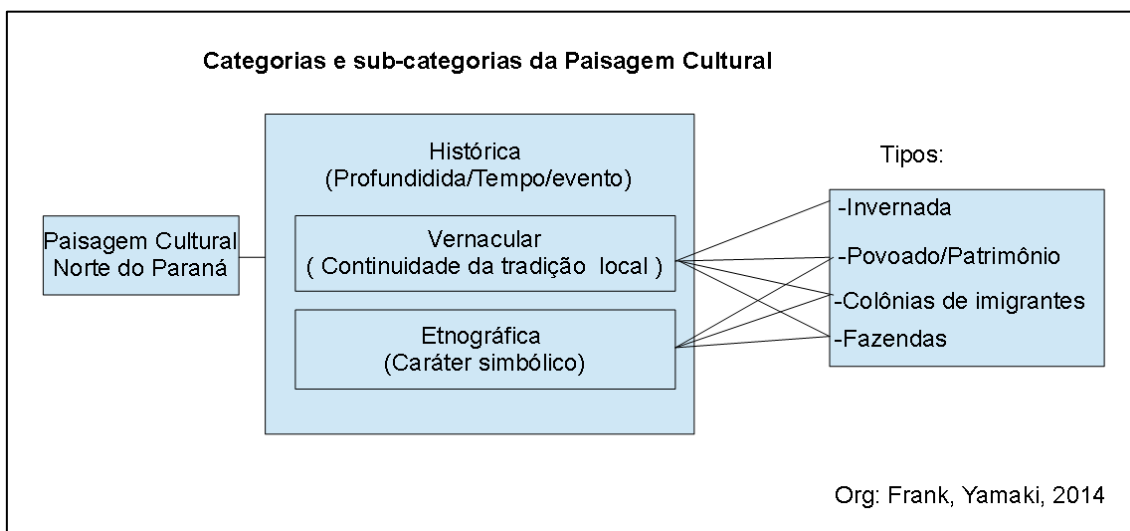 Categorias e sub-categorias da Paisagem Cultural
Paisagem Cultural
Norte do Paraná
Histórica
(Profundidida/Tempo/evento)
Vernacular
( Continuidade da tradição local )
Etnográfica
(Caráter simbólico)
Tipos:
-Invernada
-Povoado/Patrimônio
-Colônias de imigrantes
-Fazendas
Org: Frank, Yamaki, 2014